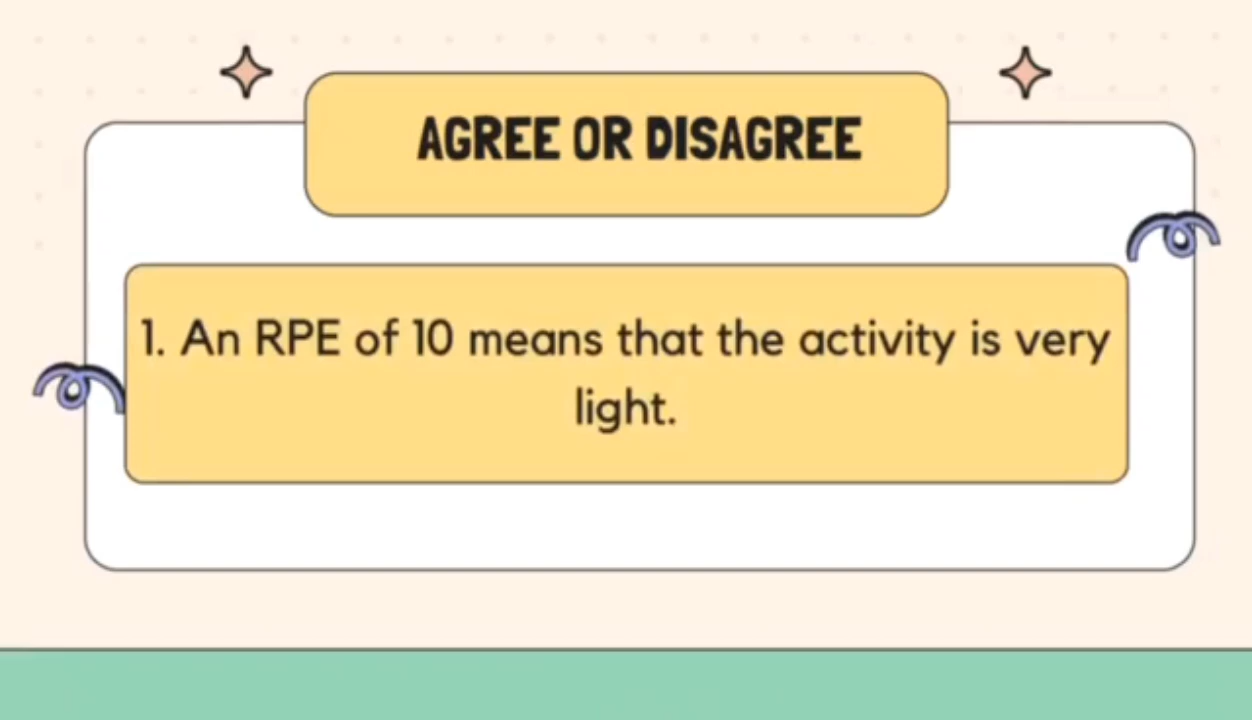 AGREE OR DISAGREE
1. An RPE of 10 means that the activity is very
light.